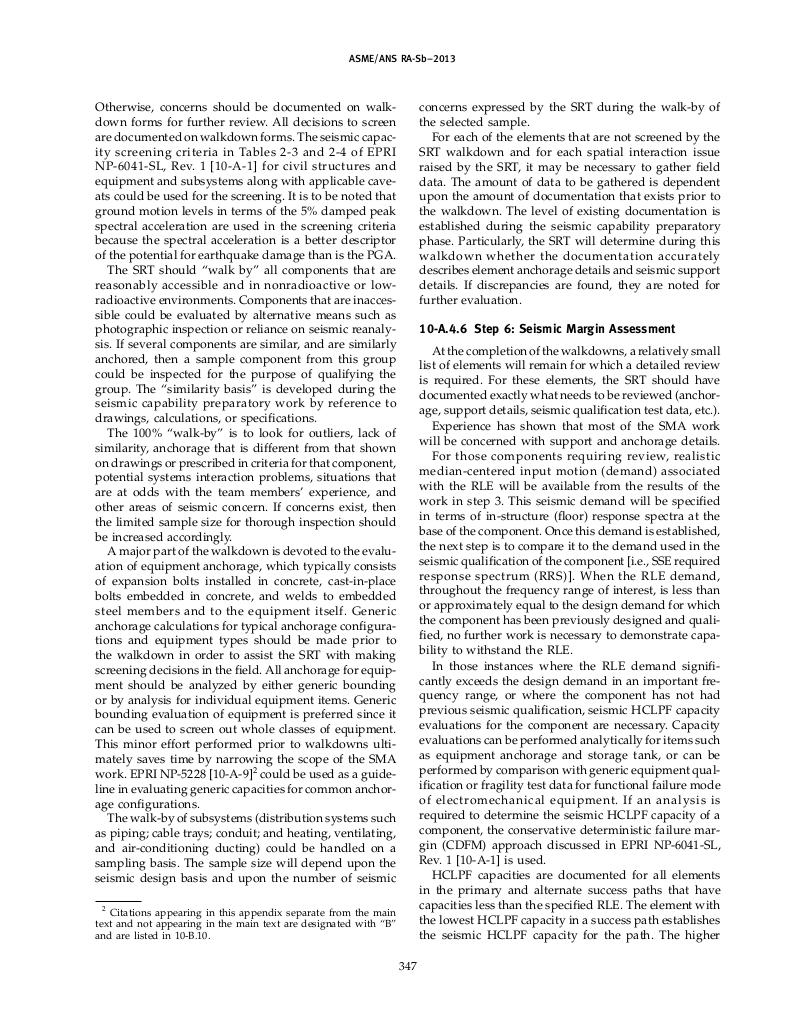 ASME/ANS RA-Sb–2013
Otherwise, concerns should be documented on walk-
down forms for further review. All decisions to screen
are documented on walkdown forms. The seismic capac-
ity screening criteria in Tables 2-3 and 2-4 of EPRI
NP-6041-SL, Rev. 1 [10-A-1] for civil structures and
equipment and subsystems along with applicable cave-
ats could be used for the screening. It is to be noted that
ground motion levels in terms of the 5% damped peak
spectral acceleration are used in the screening criteria
because the spectral acceleration is a better descriptor
of the potential for earthquake damage than is the PGA.
The SRT should “walk by” all components that are
reasonably accessible and in nonradioactive or low-
radioactive environments. Components that are inacces-
sible could be evaluated by alternative means such as
photographic inspection or reliance on seismic reanaly-
sis. If several components are similar, and are similarly
anchored, then a sample component from this group
could be inspected for the purpose of qualifying the
group. The “similarity basis” is developed during the
seismic capability preparatory work by reference to
drawings, calculations, or specifications.
The 100% “walk-by” is to look for outliers, lack of
similarity, anchorage that is different from that shown
on drawings or prescribed in criteria for that component,
potential systems interaction problems, situations that
are at odds with the team members’ experience, and
other areas of seismic concern. If concerns exist, then
the limited sample size for thorough inspection should
be increased accordingly.
A major part of the walkdown is devoted to the evalu-
ation of equipment anchorage, which typically consists
of expansion bolts installed in concrete, cast-in-place
bolts embedded in concrete, and welds to embedded
steel members and to the equipment itself. Generic
anchorage calculations for typical anchorage configura-
tions and equipment types should be made prior to
the walkdown in order to assist the SRT with making
screening decisions in the field. All anchorage for equip-
ment should be analyzed by either generic bounding
or by analysis for individual equipment items. Generic
bounding evaluation of equipment is preferred since it
can be used to screen out whole classes of equipment.
This minor effort performed prior to walkdowns ulti-
mately saves time by narrowing the scope of the SMA
work. EPRI NP-5228 [10-A-9]2 could be used as a guide-
line in evaluating generic capacities for common anchor-
age configurations.
The walk-by of subsystems (distribution systems such
as piping; cable trays; conduit; and heating, ventilating,
and air-conditioning ducting) could be handled on a
sampling basis. The sample size will depend upon the
seismic design basis and upon the number of seismic
2 Citations appearing in this appendix separate from the main
text and not appearing in the main text are designated with “B”
and are listed in 10-B.10.
concerns expressed by the SRT during the walk-by of
the selected sample.
For each of the elements that are not screened by the
SRT walkdown and for each spatial interaction issue
raised by the SRT, it may be necessary to gather field
data. The amount of data to be gathered is dependent
upon the amount of documentation that exists prior to
the walkdown. The level of existing documentation is
established during the seismic capability preparatory
phase. Particularly, the SRT will determine during this
walkdown whether the documentation accurately
describes element anchorage details and seismic support
details. If discrepancies are found, they are noted for
further evaluation.
10-A.4.6 Step 6: Seismic Margin Assessment
At the completion of the walkdowns, a relatively small
list of elements will remain for which a detailed review
is required. For these elements, the SRT should have
documented exactly what needs to be reviewed (anchor-
age, support details, seismic qualification test data, etc.).
Experience has shown that most of the SMA work
will be concerned with support and anchorage details.
For those components requiring review, realistic
median-centered input motion (demand) associated
with the RLE will be available from the results of the
work in step 3. This seismic demand will be specified
in terms of in-structure (floor) response spectra at the
base of the component. Once this demand is established,
the next step is to compare it to the demand used in the
seismic qualification of the component [i.e., SSE required
response spectrum (RRS)]. When the RLE demand,
throughout the frequency range of interest, is less than
or approximately equal to the design demand for which
the component has been previously designed and quali-
fied, no further work is necessary to demonstrate capa-
bility to withstand the RLE.
In those instances where the RLE demand signifi-
cantly exceeds the design demand in an important fre-
quency range, or where the component has not had
previous seismic qualification, seismic HCLPF capacity
evaluations for the component are necessary. Capacity
evaluations can be performed analytically for items such
as equipment anchorage and storage tank, or can be
performed by comparison with generic equipment qual-
ification or fragility test data for functional failure mode
of electromechanical equipment. If an analysis is
required to determine the seismic HCLPF capacity of a
component, the conservative deterministic failure mar-
gin (CDFM) approach discussed in EPRI NP-6041-SL,
Rev. 1 [10-A-1] is used.
HCLPF capacities are documented for all elements
in the primary and alternate success paths that have
capacities less than the specified RLE. The element with
the lowest HCLPF capacity in a success path establishes
the seismic HCLPF capacity for the path. The higher
347